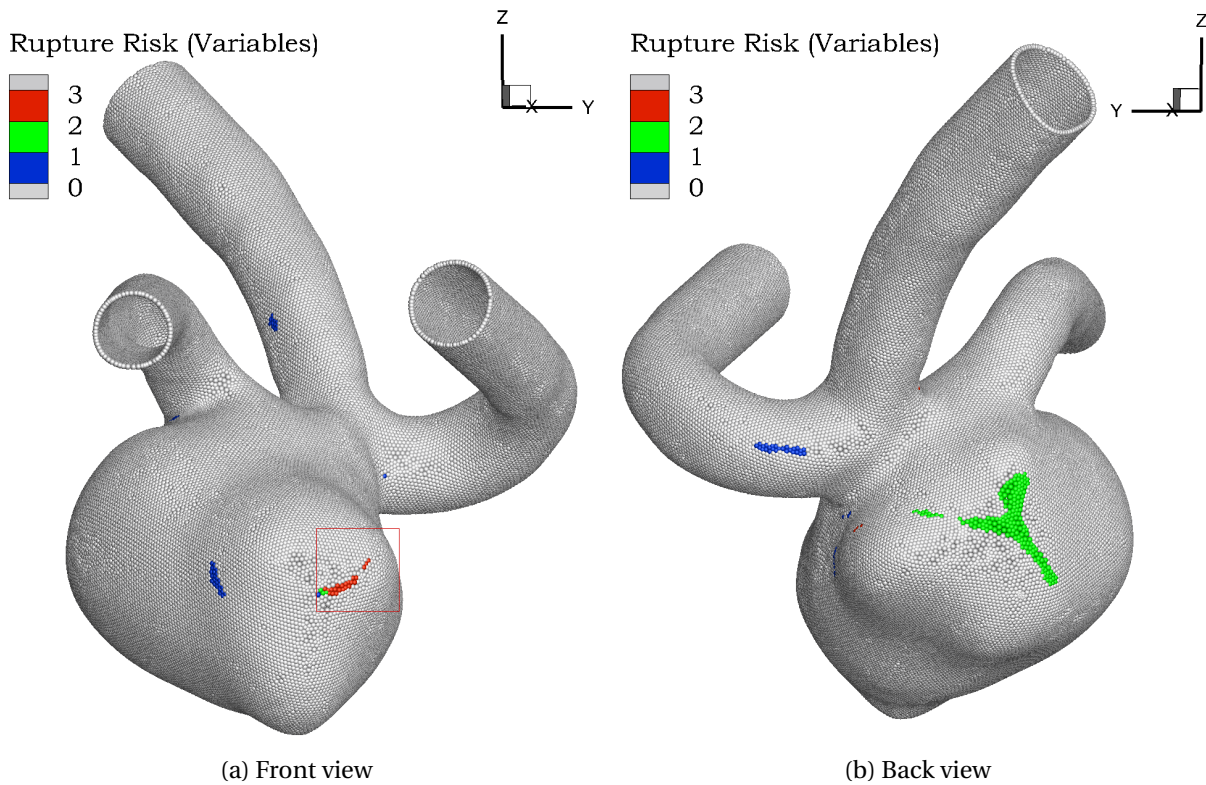 Rupture Risk (Variables)
3
2
1
0
Z
X
Y
(a) Front view
Rupture Risk (Variables)
3
2
1
0
Z
Y
X
(b) Back view